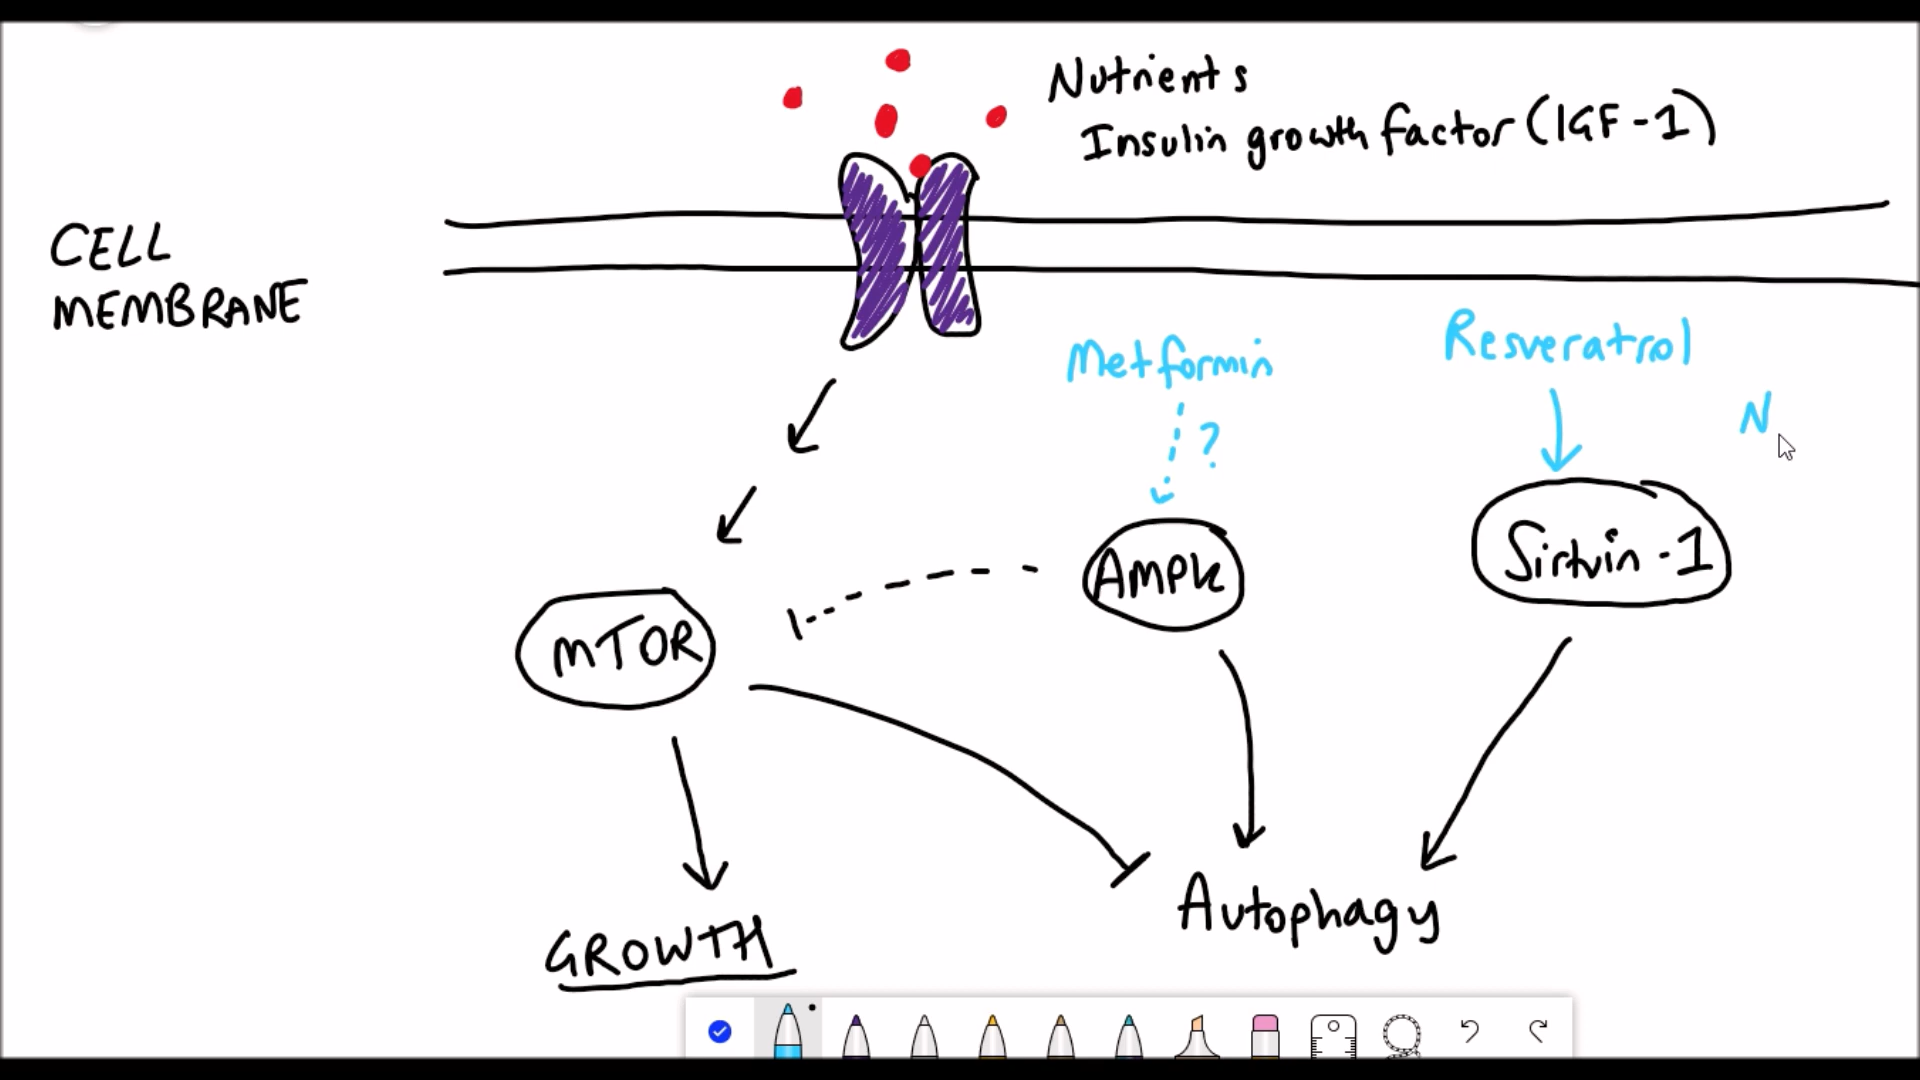 Nutrients
Insulin growth factor (IGF-1)
CELL
MEMBRANE
Metformin
Resveratrol
?
N
AMPK
Sirtuin-1
mTOR
Autophagy
GROWTH